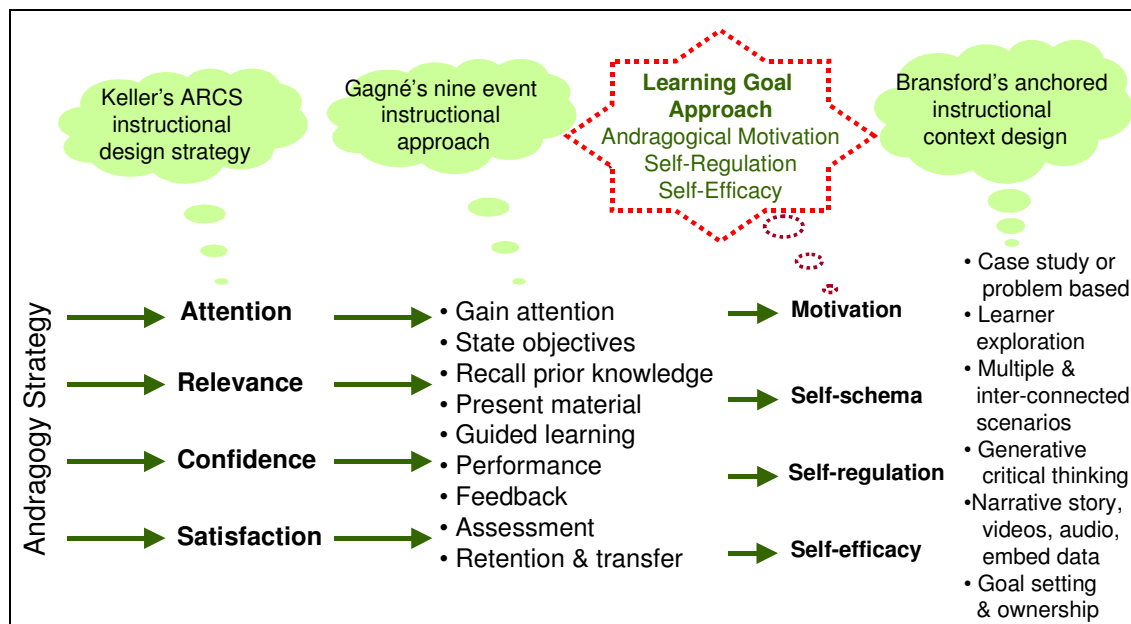 Keller's ARCS
instructional
design strategy
Gagné's nine event
instructional
approach
Learning Goal
Approach
Andragogical Motivation
Self-Regulation
Self-Efficacy
Bransford's anchored
instructional
context design
Andragogy Strategy
Attention
Relevance
Confidence
Satisfaction
• Gain attention
• State objectives
• Recall prior knowledge
• Present material
• Guided learning
• Performance
• Feedback
• Assessment
• Retention & transfer
Motivation
Self-schema
Self-regulation
Self-efficacy
• Case study or
problem based
• Learner
exploration
• Multiple &
inter-connected
scenarios
• Generative
critical thinking
•Narrative story,
videos, audio,
embed data
• Goal setting
& ownership